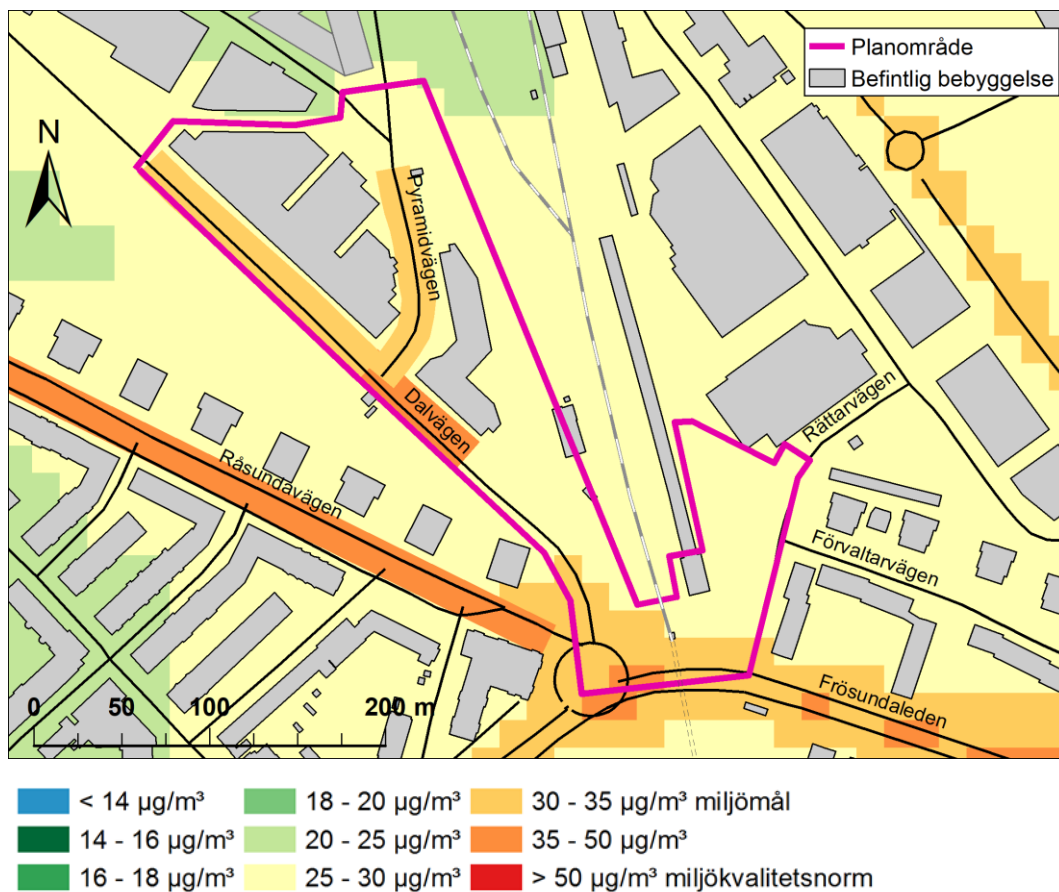 Planområde
Befintlig bebyggelse
N
Pyramidvägen
Dalvägen
Råsundavägen
Rättarvägen
Förvaltarvägen
Frösundaleden
0 50 100 200 m
< 14 µg/m³ 18 - 20 µg/m³ 30 - 35 µg/m³ miljömål
14 - 16 µg/m³ 20 - 25 µg/m³ 35 - 50 µg/m³
16 - 18 µg/m³ 25 - 30 µg/m³ > 50 µg/m³ miljökvalitetsnorm